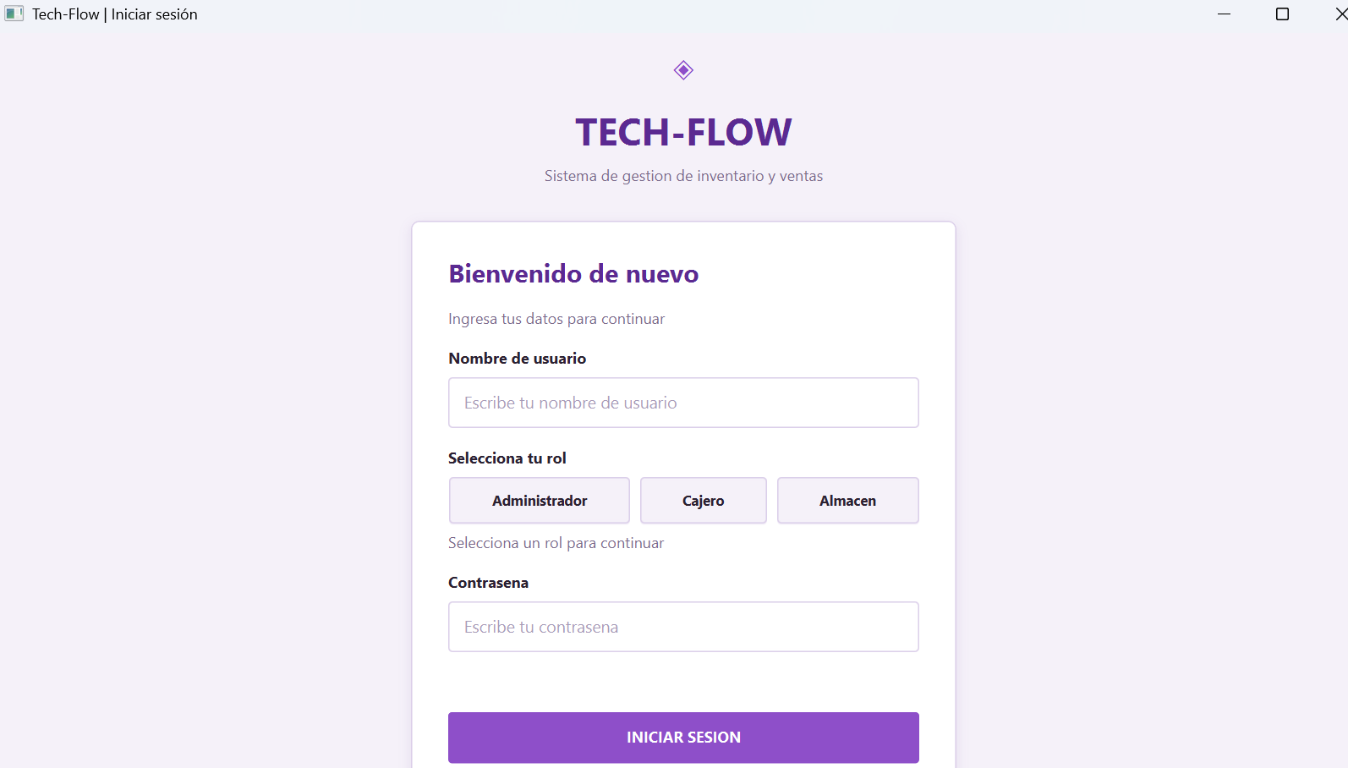 Tech-Flow | Iniciar sesión
TECH-FLOW
Sistema de gestion de inventario y ventas
Bienvenido de nuevo
Ingresa tus datos para continuar
Nombre de usuario
Escribe tu nombre de usuario
Selecciona tu rol
Administrador Cajero Almacen
Selecciona un rol para continuar
Contrasena
Escribe tu contrasena
INICIAR SESION